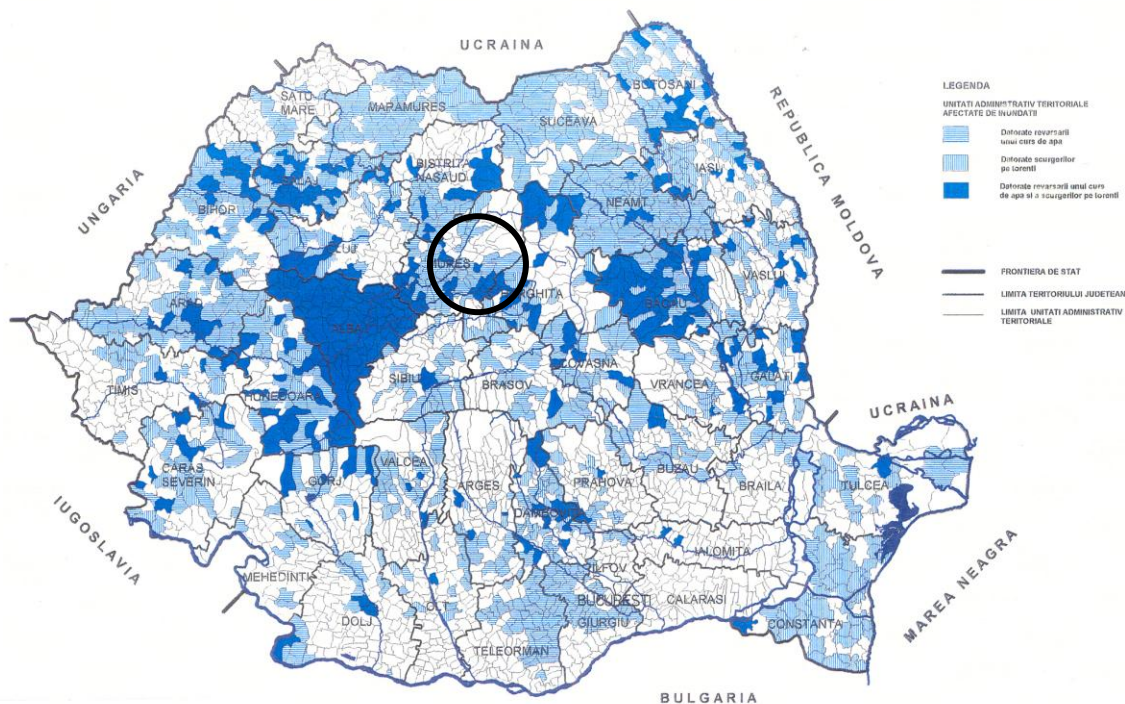 UCRAINA
BOTOSANI
SATU
MARE
MARAMURES
SUCEAVA
REPUBLICA MOLDOVA
UNGARIA
BISTRITA
NASAUD
IASI
BIHOR
NEAMT
CLUJ
MURES
HARGHITA
BACAU
VASLUI
ARAD
ALBA
TIMIS
HUNEDOARA
SIBIU
BRASOV
COVASNA
VRANCEA
GALATI
CARAS
SEVERIN
GORJ
VALCEA
ARGES
PRAHOVA
BUZAU
BRAILA
TULCEA
UCRAINA
IUGOSLAVIA
DAMBOVITA
IALOMITA
MEHEDINTI
ILFOV
BUCURESTI
CALARASI
DOLJ
OLT
GIURGIU
CONSTANTA
TELEORMAN
MAREA NEAGRA
BULGARIA
LEGENDA
UNITATI ADMINISTRATIV TERITORIALE
AFECTATE DE INUNDATII
Datorate revarsarii
unui curs de apa
Datorate scurgerilor
pe torenti
Datorate revarsarii unui curs
de apa si a scurgerilor pe torenti
FRONTIERA DE STAT
LIMITA TERITORIULUI JUDETEAN
LIMITA UNITATI ADMINISTRATIV
TERITORIALE